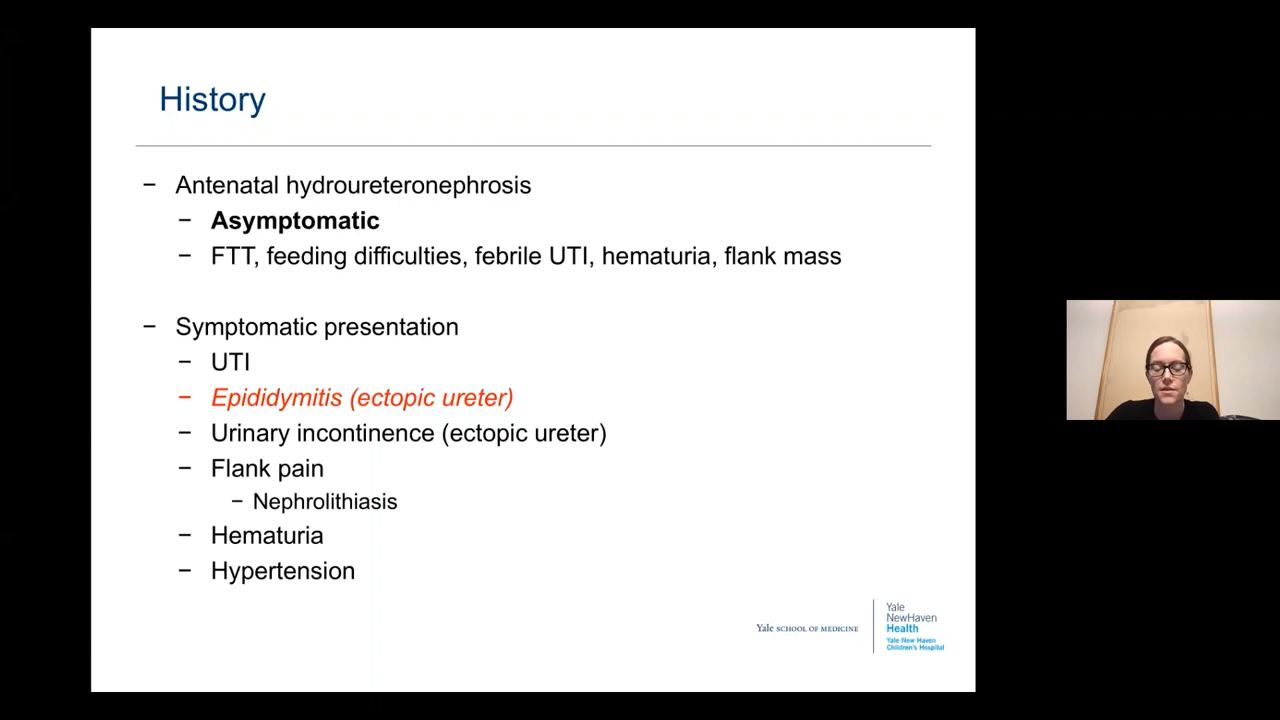 History
− Antenatal hydroureteronephrosis
− Asymptomatic
− FTT, feeding difficulties, febrile UTI, hematuria, flank mass
− Symptomatic presentation
− UTI
− Epididymitis (ectopic ureter)
− Urinary incontinence (ectopic ureter)
− Flank pain
− Nephrolithiasis
− Hematuria
− Hypertension
Yale SCHOOL OF MEDICINE
Yale
NewHaven
Health
Yale New Haven
Children's Hospital